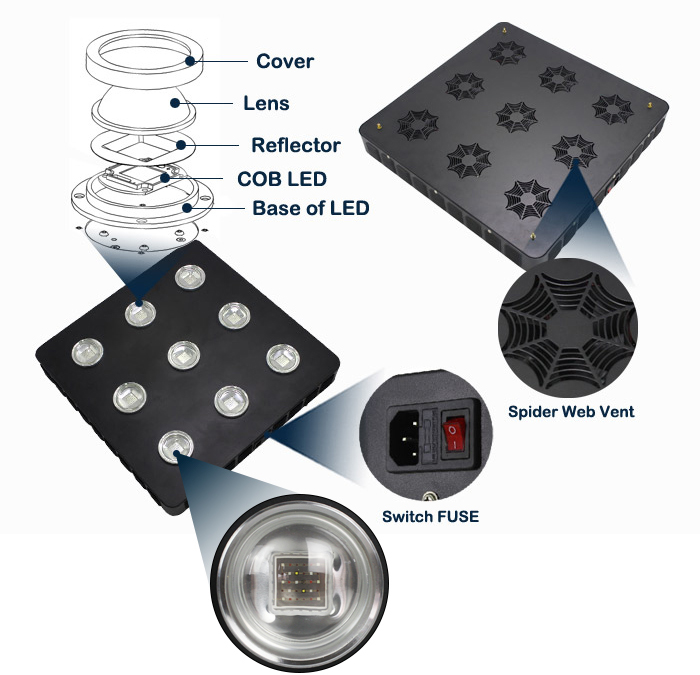 Cover
Lens
Reflector
COB LED
Base of LED
Spider Web Vent
Switch FUSE